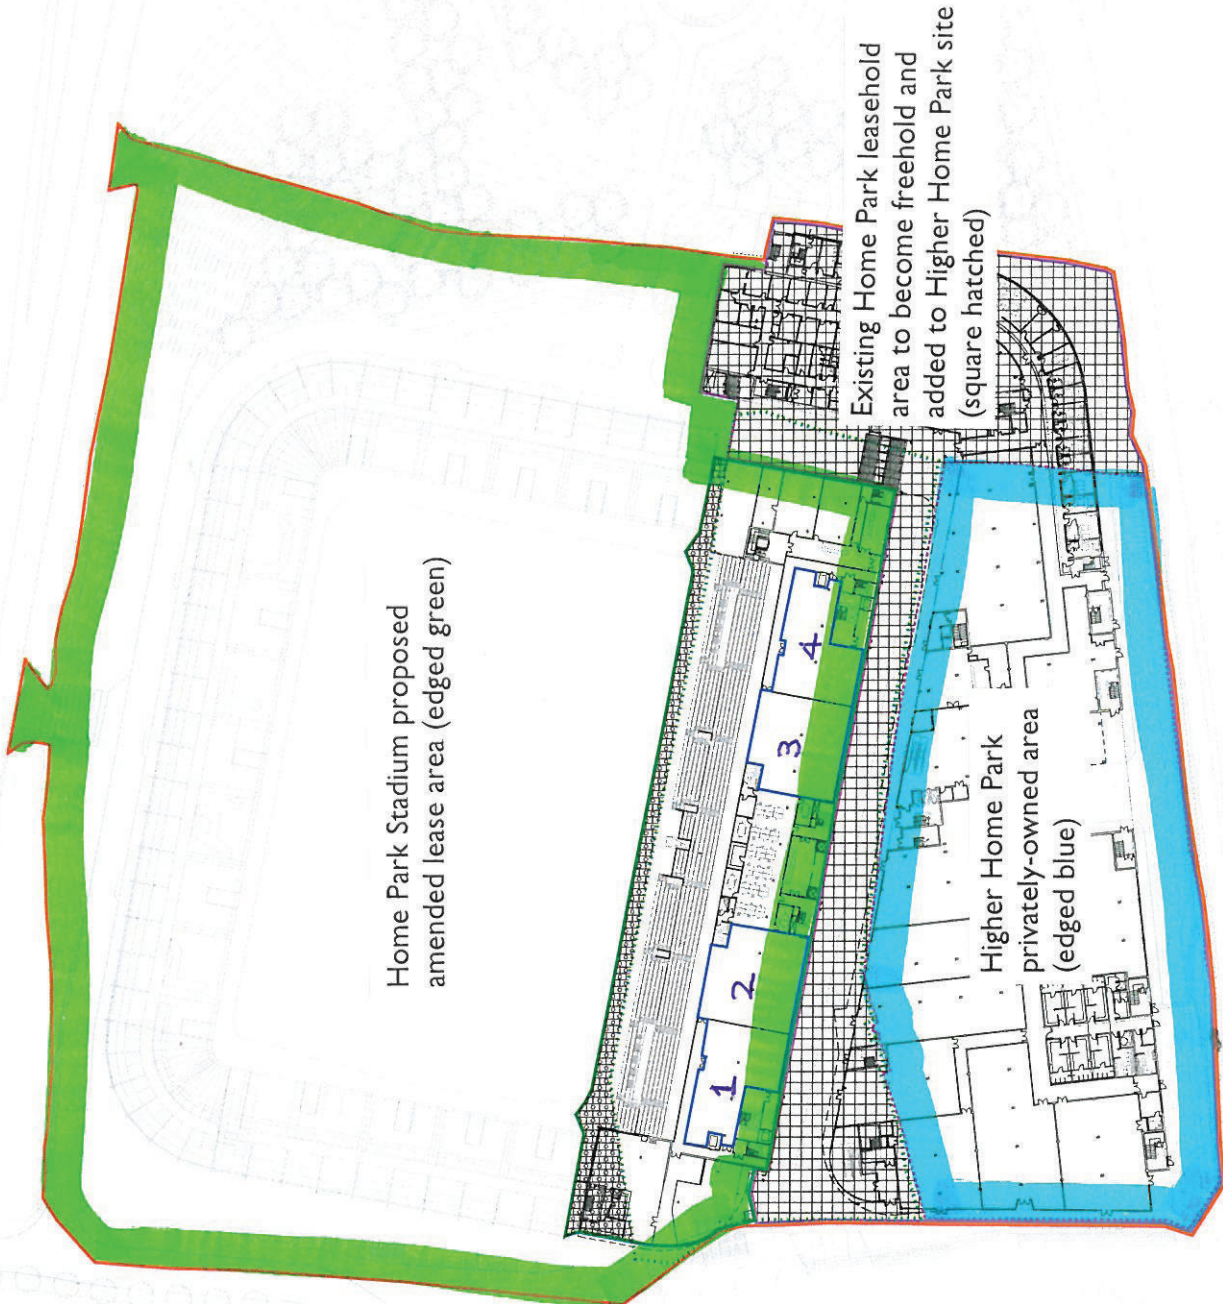 Home Park Stadium proposed
amended lease area (edged green)
Existing Home Park leasehold
area to become freehold and
added to Higher Home Park site
(square hatched)
1
2
3
4
Higher Home Park
privately-owned area
(edged blue)